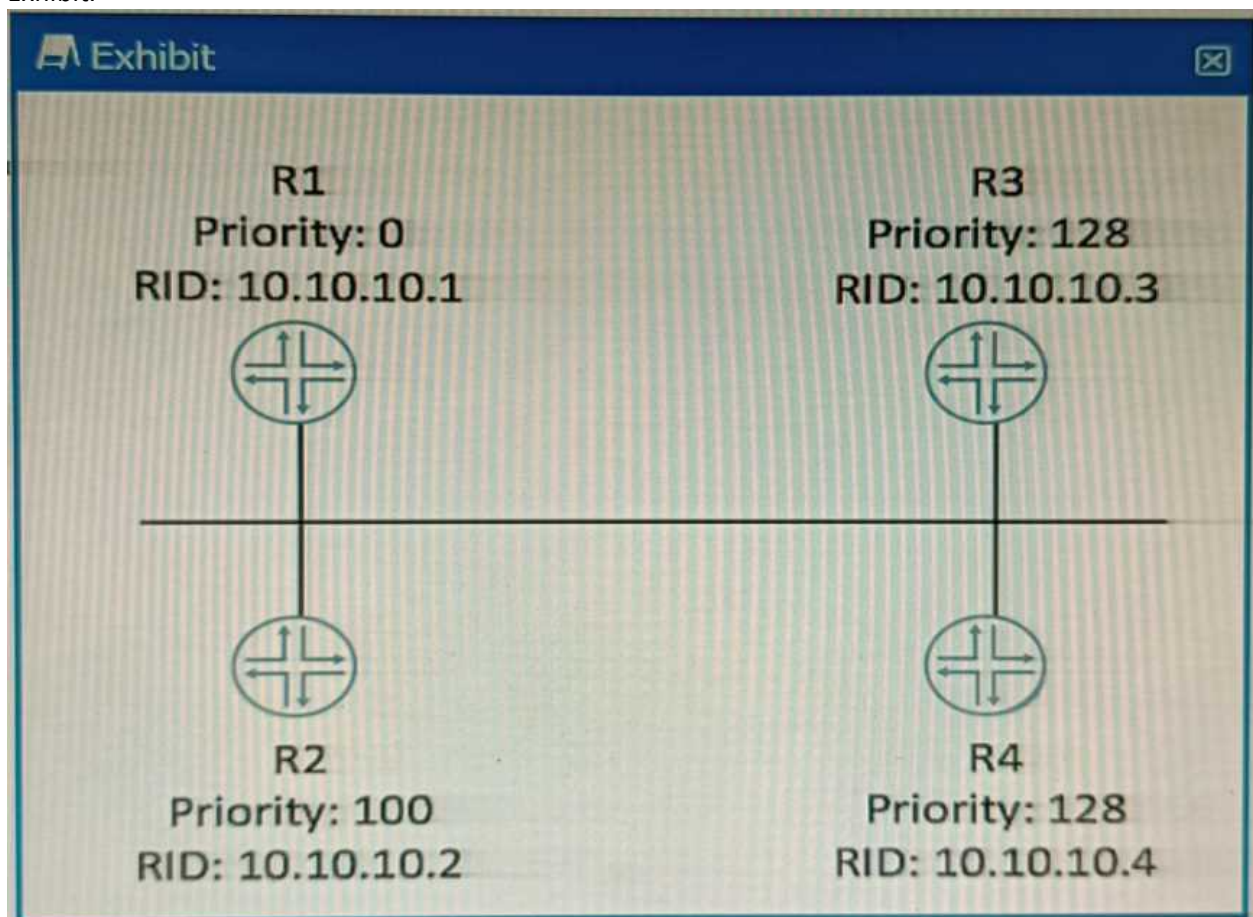 Exhibit
R1
Priority: 0
RID: 10.10.10.1
R3
Priority: 128
RID: 10.10.10.3
R2
Priority: 100
RID: 10.10.10.2
R4
Priority: 128
RID: 10.10.10.4